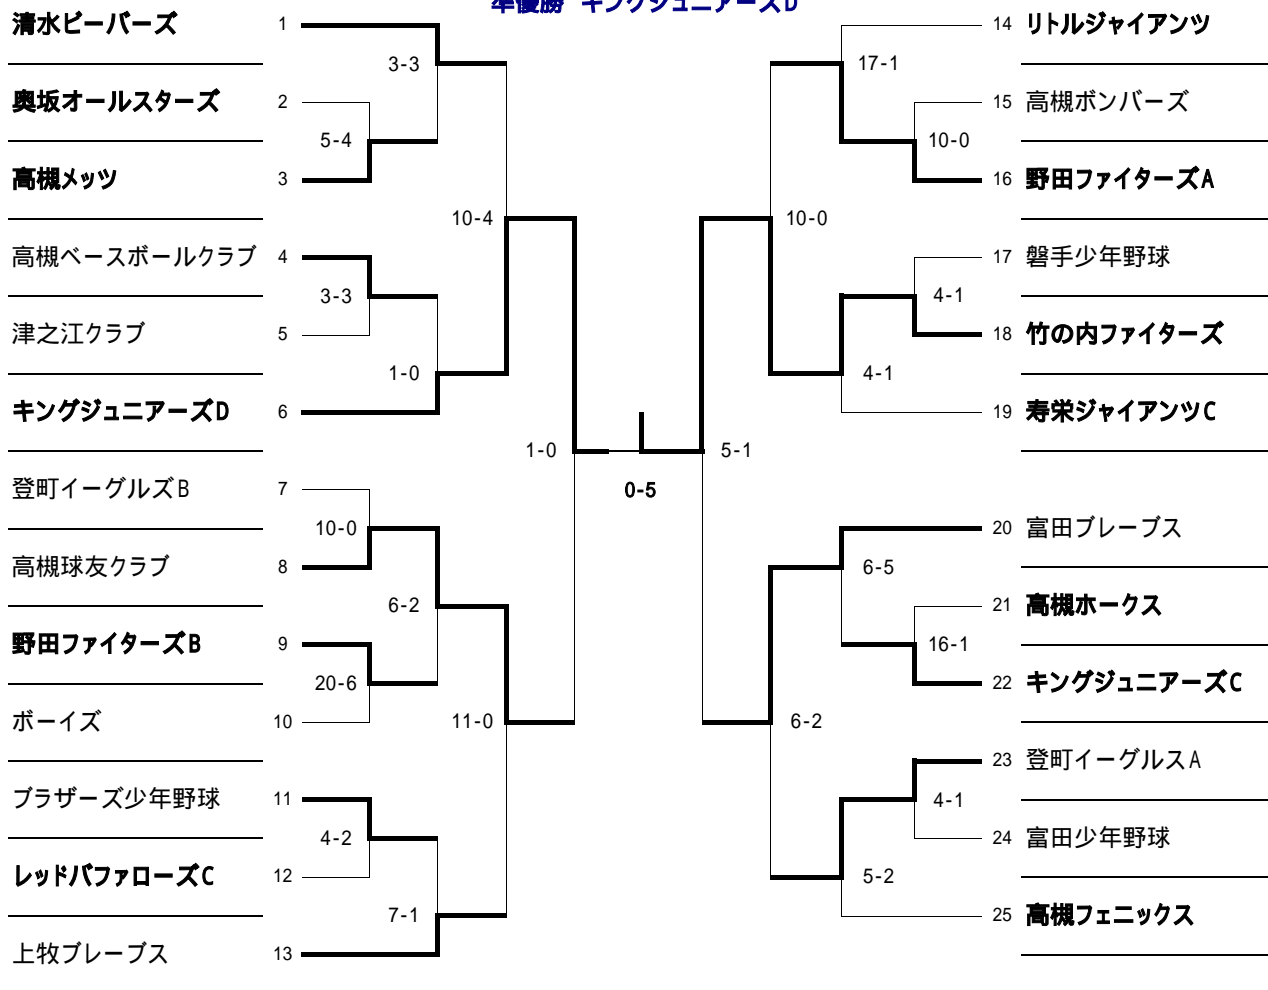 準優勝 キングジュニアーズD
清水ビーバーズ 1
3-3
奥坂オールスターズ 2
5-4
高槻メッツ 3
10-4
高槻ベースボールクラブ 4
3-3
津之江クラブ 5
1-0
キングジュニアーズD 6
1-0
登町イーグルズB 7
10-0
高槻球友クラブ 8
6-2
野田ファイターズB 9
20-6
ボーイズ 10
11-0
ブラザーズ少年野球 11
4-2
レッドバファローズC 12
7-1
上牧ブレーブス 13
0-5
14 リトルジャイアンツ
17-1
15 高槻ボンバーズ
10-0
16 野田ファイターズA
10-0
17 磐手少年野球
4-1
18 竹の内ファイターズ
4-1
19 寿栄ジャイアンツC
5-1
20 富田ブレーブス
6-5
21 高槻ホークス
16-1
22 キングジュニアーズC
6-2
23 登町イーグルスA
4-1
24 富田少年野球
5-2
25 高槻フェニックス